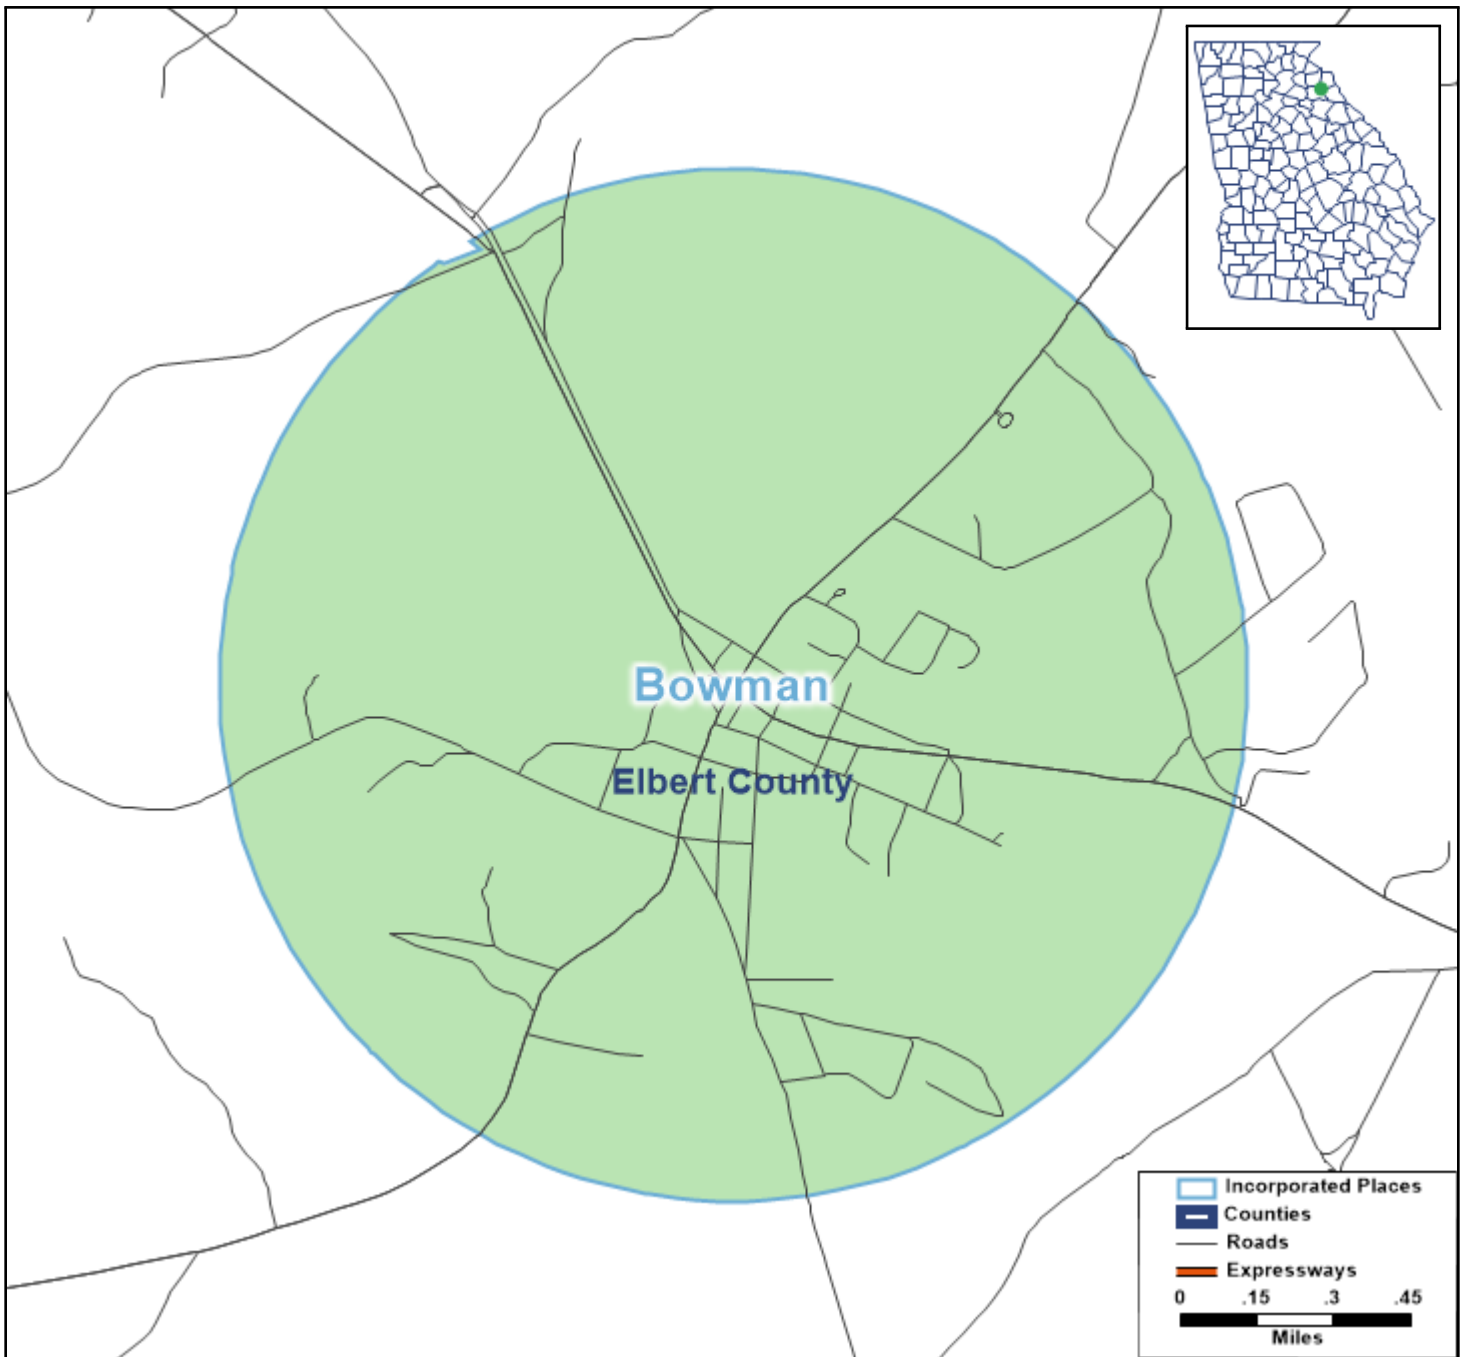 Bowman
Elbert County
Incorporated Places
Counties
Roads
Expressways
0 .15 .3 .45
Miles